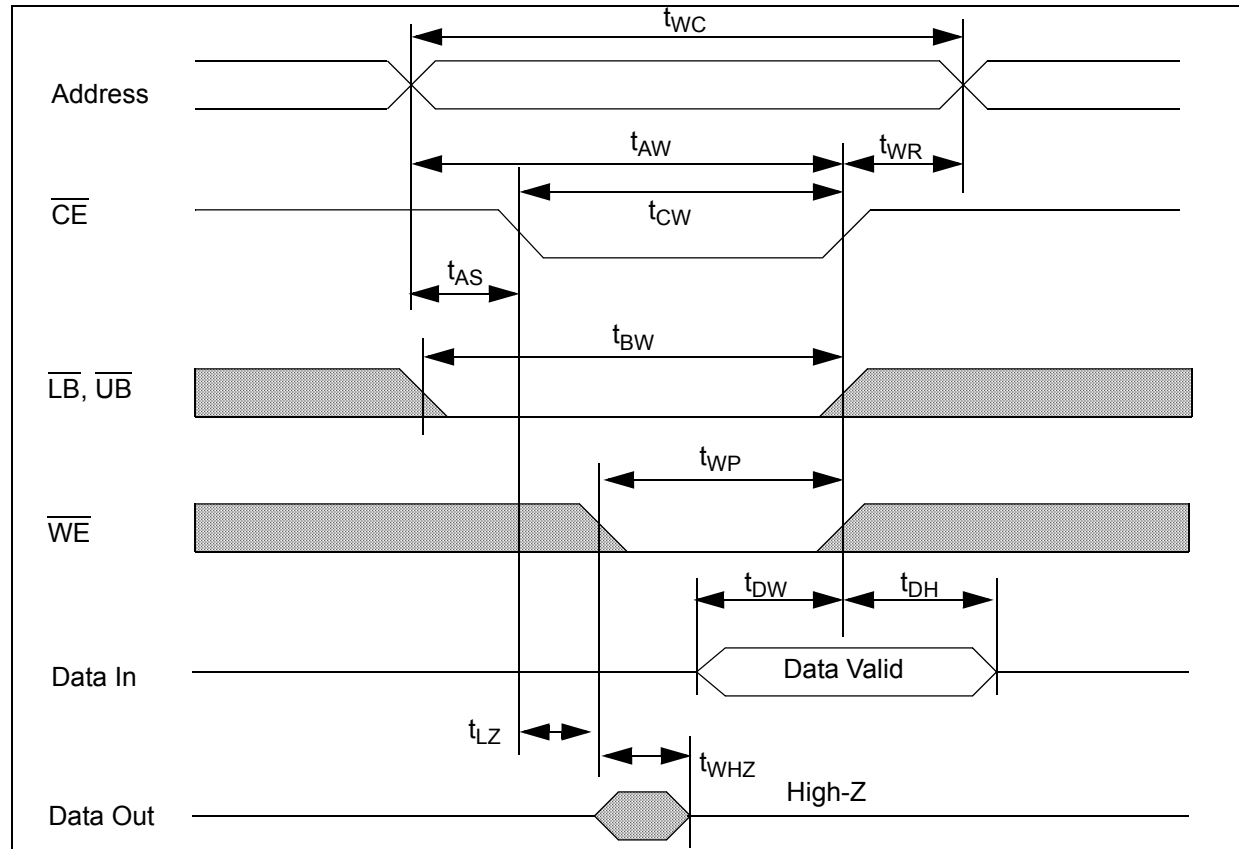 tWC
Address
tAW
tWR
CE
tCW
tAS
tBW
LB, UB
tWP
WE
tDW
tDH
Data In
Data Valid
tLZ
tWHZ
High-Z
Data Out